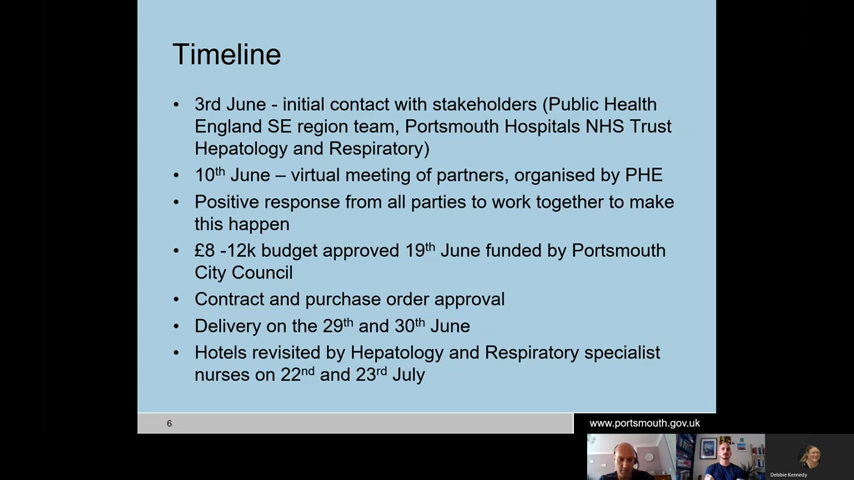 Timeline
• 3rd June - initial contact with stakeholders (Public Health
England SE region team, Portsmouth Hospitals NHS Trust
Hepatology and Respiratory)
• 10th June – virtual meeting of partners, organised by PHE
• Positive response from all parties to work together to make
this happen
• £8 -12k budget approved 19th June funded by Portsmouth
City Council
• Contract and purchase order approval
• Delivery on the 29th and 30th June
• Hotels revisited by Hepatology and Respiratory specialist
nurses on 22nd and 23rd July
6
www.portsmouth.gov.uk
Debbie Kennedy